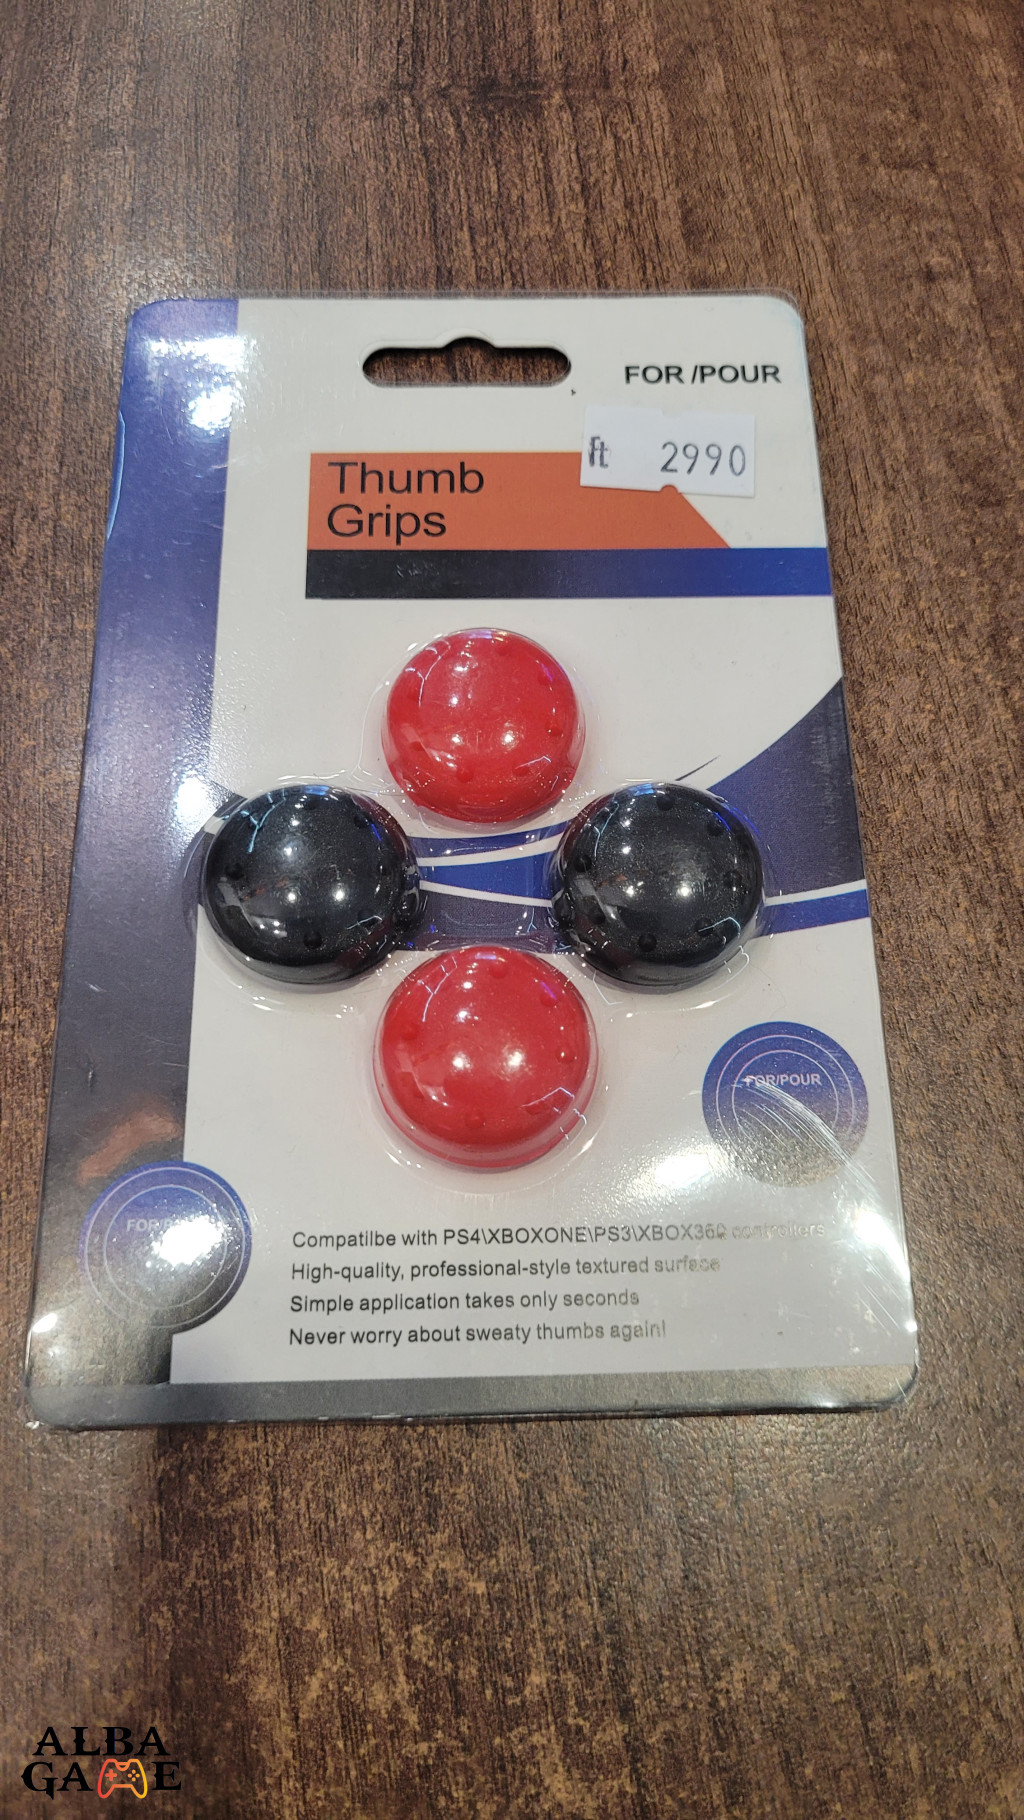 FOR /POUR
ft 2990
Thumb
Grips
FOR/POUR
Compatilbe with PS4\XBOXONE\PS3\XBOX360 controllers
High-quality, professional-style textured surface
Simple application takes only seconds
Never worry about sweaty thumbs again!
ALBA
GAME